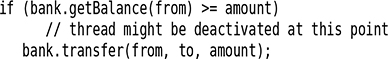 if (bank.getBalance(from) >= amount)
// thread might be deactivated at this point
bank.transfer(from, to, amount);